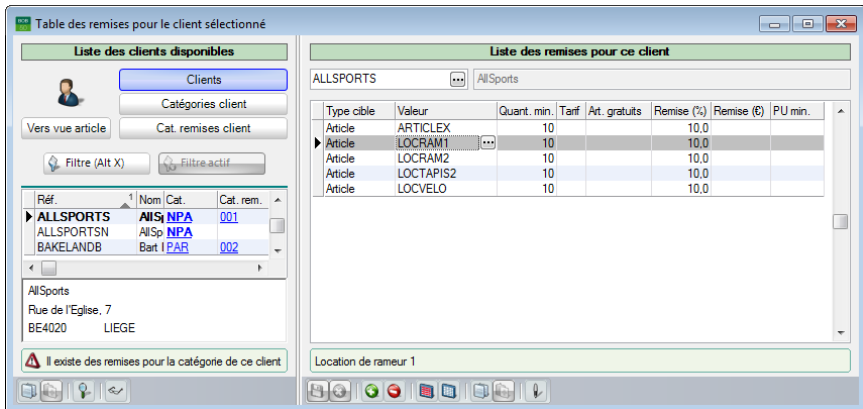 Table des remises pour le client sélectionné
Liste des clients disponibles
Clients
Catégories client
Vers vue article
Cat. remises client
Filtre (Alt X)
Filtre actif
Réf. 1 Nom Cat. Cat. rem.
ALLSPORTS AllS NPA 001
ALLSPORTSN AllSp NPA
BAKELANDB Bart PAR 002
AllSports
Rue de l'Eglise, 7
BE4020 LIEGE
Il existe des remises pour la catégorie de ce client
Liste des remises pour ce client
ALLSPORTS ... AllSports
Type cible Valeur Quant. min. Tarif Art. gratuits Remise (%) Remise (€) PU min.
Article ARTICLEX 10 10,0
Article LOCRAM1 ... 10 10,0
Article LOCRAM2 10 10,0
Article LOCTAPIS2 10 10,0
Article LOCVELO 10 10,0
Location de rameur 1